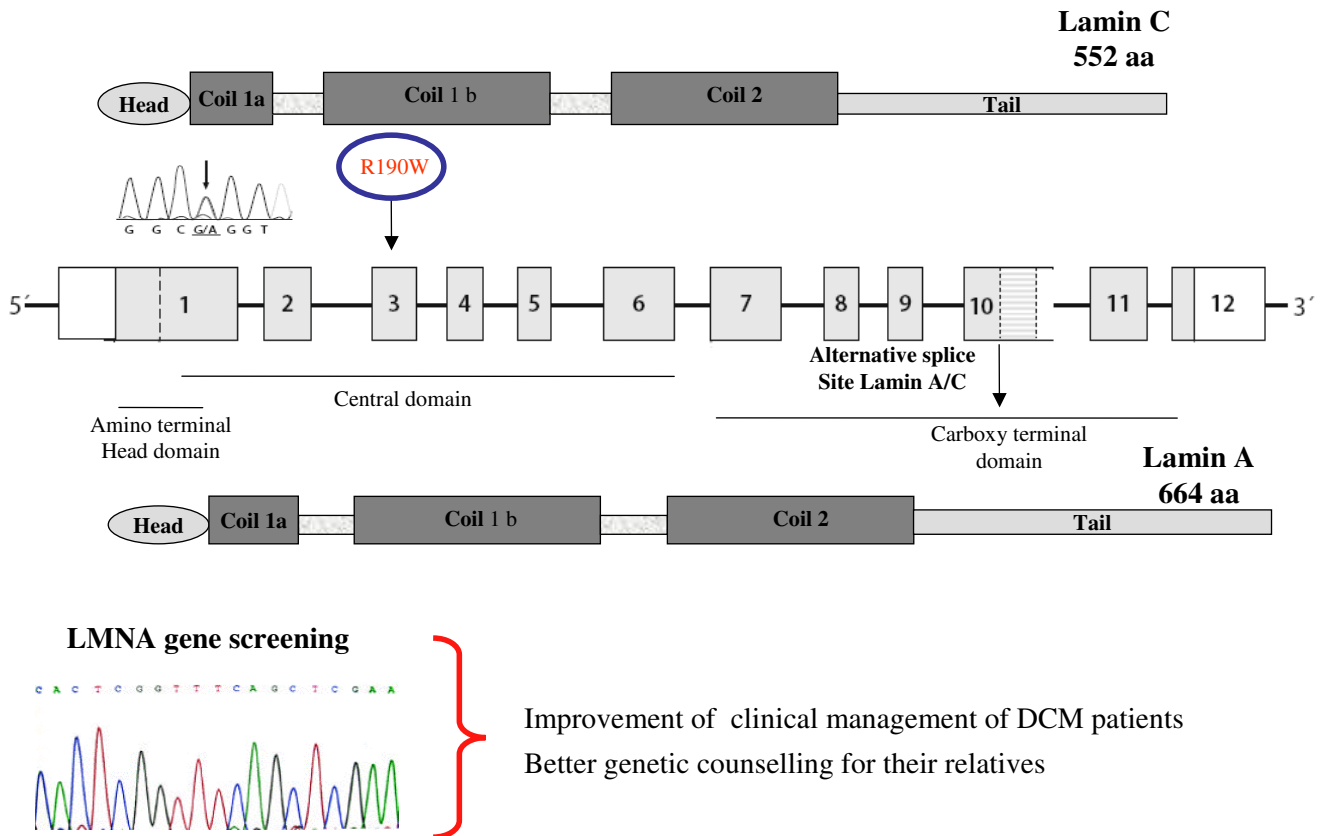 Lamin C
552 aa
Head
Coil 1a
Coil 1 b
Coil 2
Tail
R190W
G G C G/A G G T
5´
1
2
3
4
5
6
7
8
9
10
11
12
3´
Alternative splice
Site Lamin A/C
Central domain
Amino terminal
Head domain
Carboxy terminal
domain
Lamin A
664 aa
Head
Coil 1a
Coil 1 b
Coil 2
Tail
LMNA gene screening
C A C T C G G T T T C A G C T C G A A
Improvement of clinical management of DCM patients
Better genetic counselling for their relatives